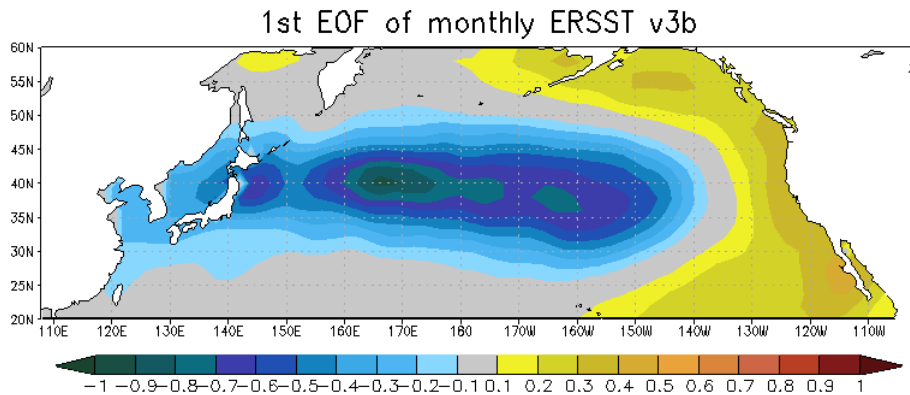 1st EOF of monthly ERSST v3b
60N
55N
50N
45N
40N
35N
30N
25N
20N
110E 120E 130E 140E 150E 160E 170E 180 170W 160W 150W 140W 130W 120W 110W
-1 -0.9 -0.8 -0.7 -0.6 -0.5 -0.4 -0.3 -0.2 -0.1 0.1 0.2 0.3 0.4 0.5 0.6 0.7 0.8 0.9 1